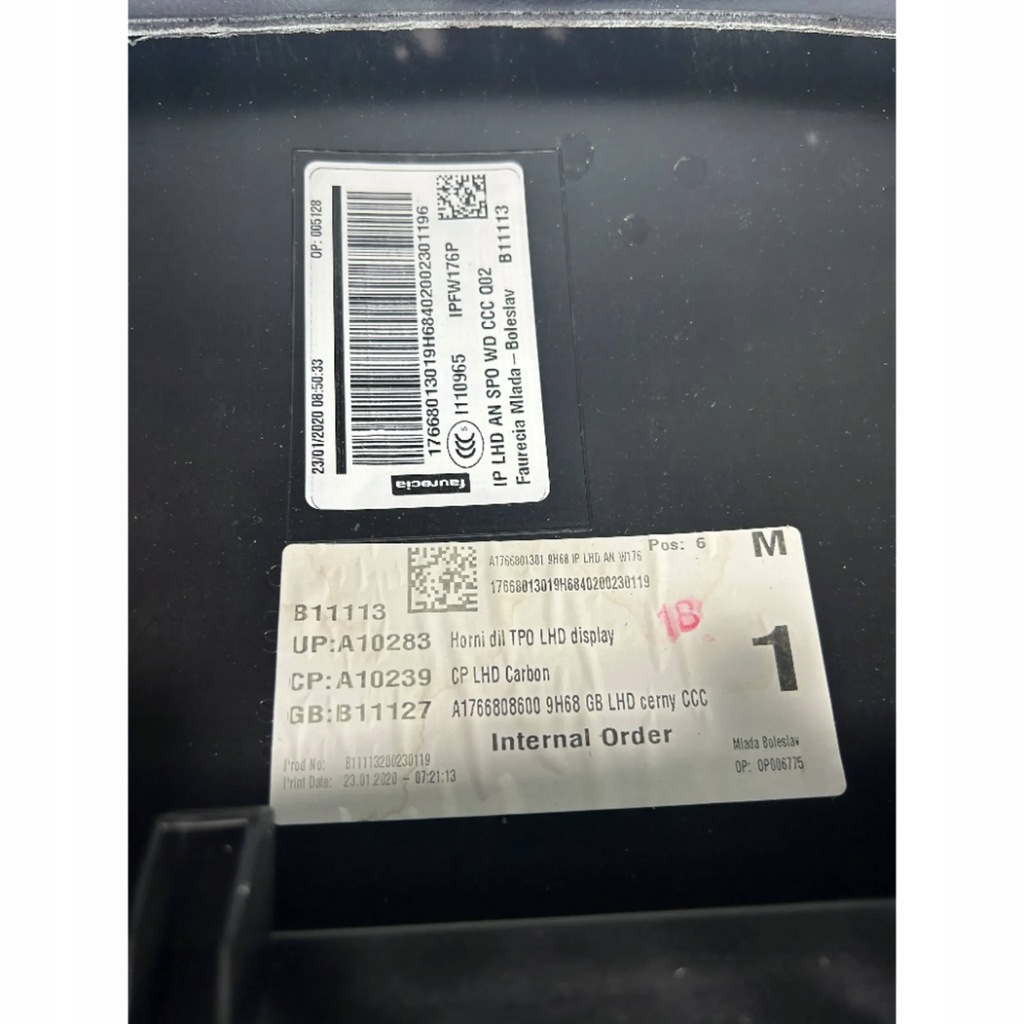 23/01/2020 08:50:33 OP: 005128
17668013019H68402002301196
faurecia CCC S I110965 IPFW176P
IP LHD AN SPO WD CCC Q02
Faurecia Mlada - Boleslav B11113
A1766801301 9H68 IP LHD AN W176 Pos: 6 M
17668013019H6840200230119
B11113
1B
UP:A10283 Horni dil TPO LHD display
1
CP:A10239 CP LHD Carbon
GB:B11127 A1766808600 9H68 GB LHD cerny CCC
Internal Order
Prod No: B11113200230119 Mlada Boleslav
Print Date: 23.01.2020 - 07:21:13 OP: OP006775